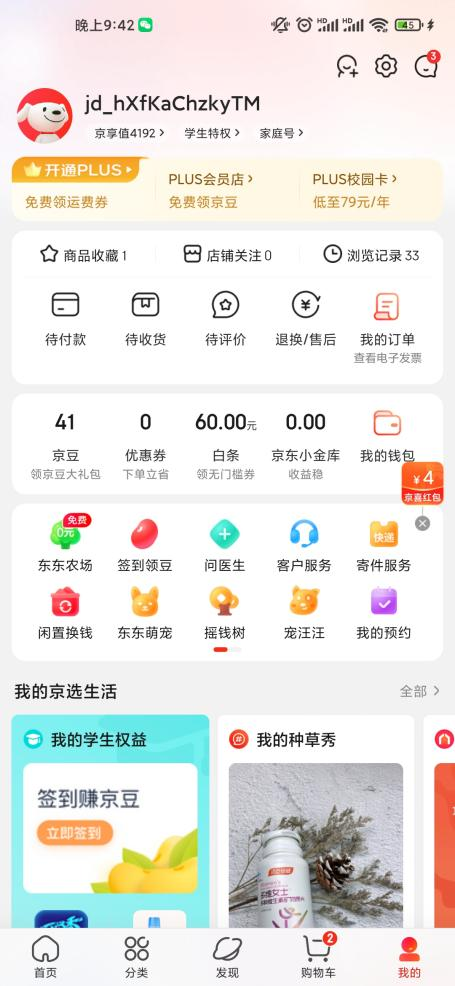 晚上9:42
HD HD 45
3
jd_hXfKaChzkyTM
京享值4192 学生特权 家庭号
开通PLUS PLUS会员店 PLUS校园卡
免费领运费券 免费领京豆 低至79元/年
商品收藏 1 店铺关注 0 浏览记录 33
待付款 待收货 待评价 退换/售后 我的订单
查看电子发票
41 0 60.00元 0.00
京豆 优惠券 白条 京东小金库 我的钱包
领京豆大礼包 下单立省 领无门槛券 收益稳
¥4
京喜红包
免费
0元 快递
东东农场 签到领豆 问医生 客户服务 寄件服务
闲置换钱 东东萌宠 摇钱树 宠汪汪 我的预约
我的京选生活 全部
我的学生权益 我的种草秀
签到赚京豆
立即签到
多维女士
2
首页 分类 发现 购物车 我的